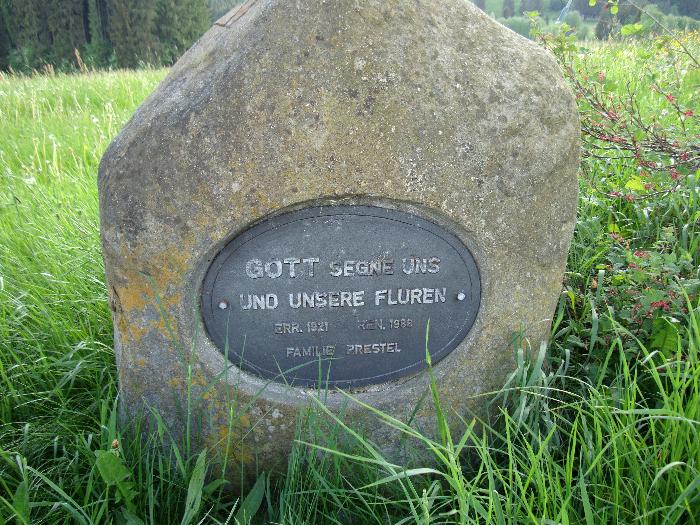 GOTT SEGNE UNS
UND UNSERE FLUREN
ERR. 1921 REN. 1988
FAMILIE PRESTEL